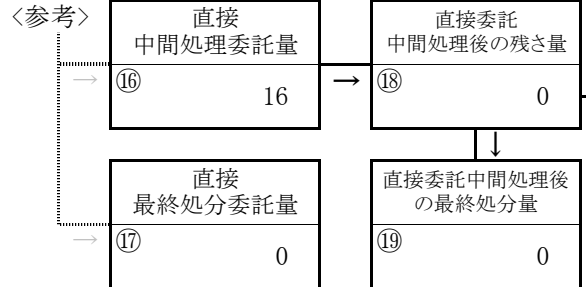 〈参考〉
直接
中間処理委託量
⑯
16
→
→
直接委託
中間処理後の残さ量
⑱
0
↓
直接
最終処分委託量
⑰
0
→
直接委託中間処理後
の最終処分量
⑲
0